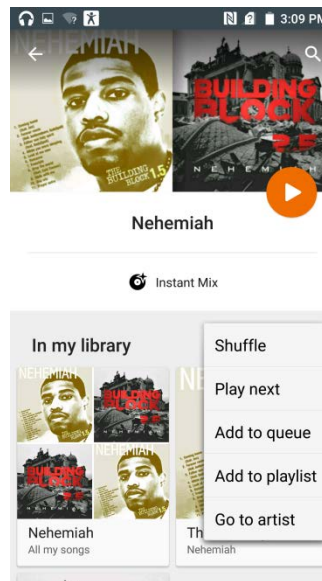 3:09 PM
NEHEMIAH
THE
BUILDING
BLOCK 1.5
BUILDING
BLOCK
2.5
NEHEMIAH
Nehemiah
Instant Mix
In my library
Shuffle
Play next
Add to queue
Add to playlist
Go to artist
NEHEMIAH
BUILDING
BLOCK
BUILDING
BLOCK
NEHEMIAH
Nehemiah
All my songs
Th
Nehemiah